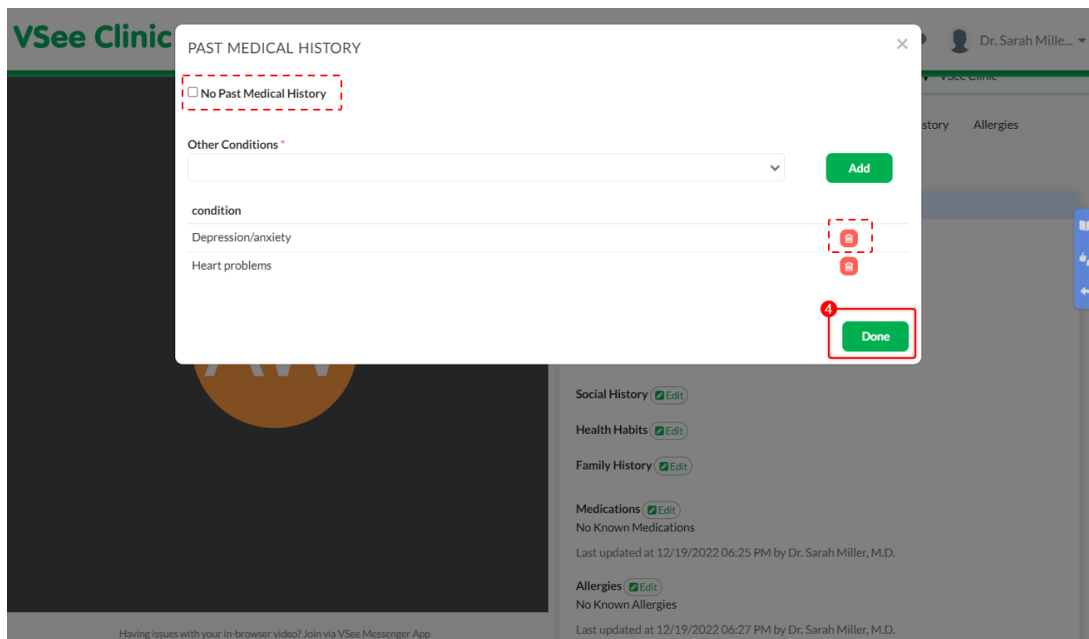 VSee Clinic
PAST MEDICAL HISTORY
×
Dr. Sarah Mille...
VSee Clinic
No Past Medical History
story Allergies
Other Conditions *
Add
condition
Depression/anxiety
Heart problems
4
Done
Social History Edit
Health Habits Edit
Family History Edit
Medications Edit
No Known Medications
Last updated at 12/19/2022 06:25 PM by Dr. Sarah Miller, M.D.
Allergies Edit
No Known Allergies
Last updated at 12/19/2022 06:27 PM by Dr. Sarah Miller, M.D.
Having issues with your in-browser video? Join via VSee Messenger App